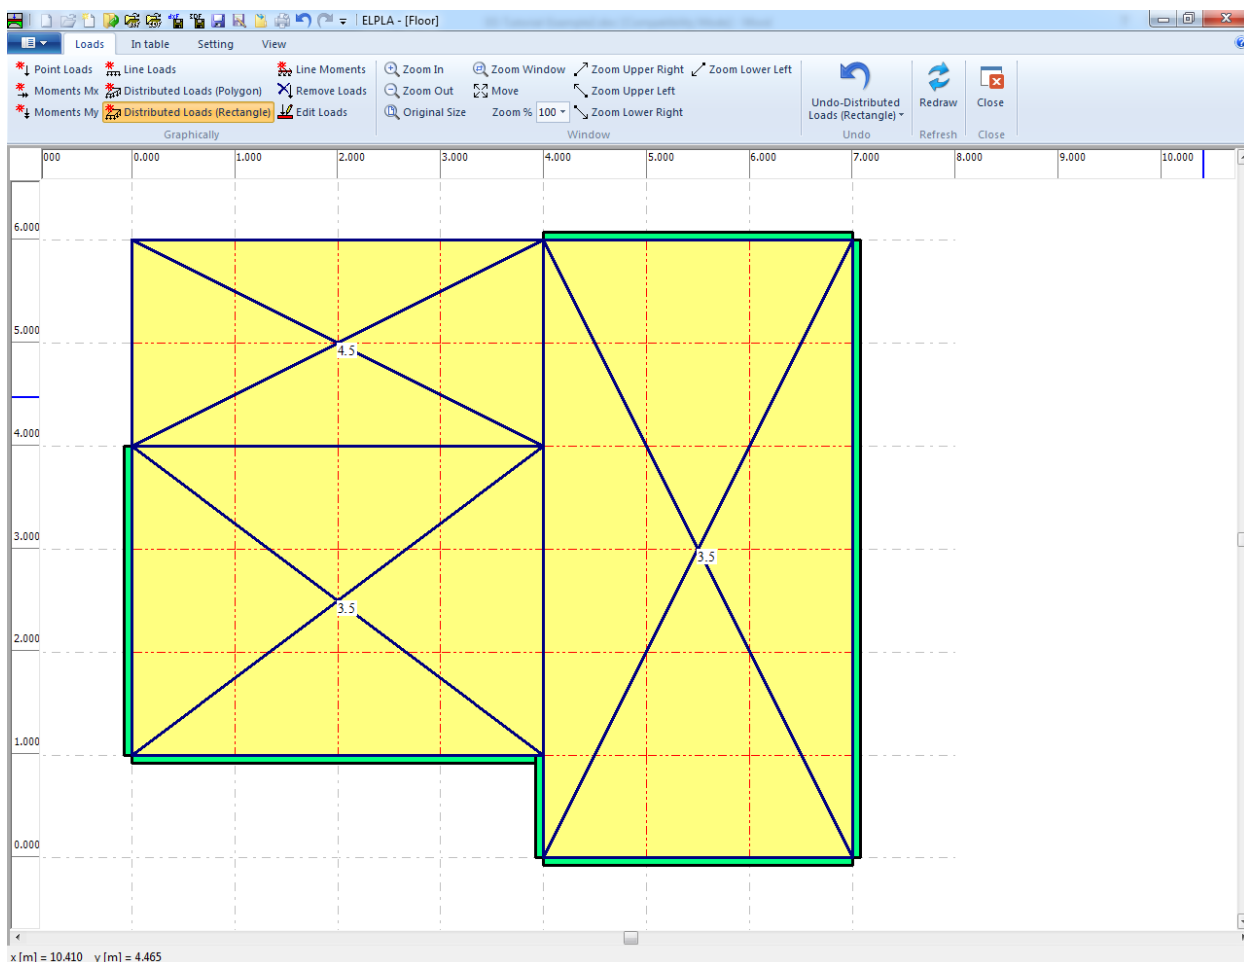 ELPLA - [Floor]
Loads In table Setting View
Point Loads Line Loads Line Moments Zoom In Zoom Window Zoom Upper Right Zoom Lower Left
Moments Mx Distributed Loads (Polygon) Remove Loads Zoom Out Move Zoom Upper Left
Moments My Distributed Loads (Rectangle) Edit Loads Original Size Zoom % 100 Zoom Lower Right
Undo-Distributed Loads (Rectangle) Redraw Close
Graphically Window Undo Refresh Close
000 0.000 1.000 2.000 3.000 4.000 5.000 6.000 7.000 8.000 9.000 10.000
6.000
5.000
4.5
4.000
3.000
3.5
3.5
2.000
1.000
0.000
x [m] = 10.410 y [m] = 4.465